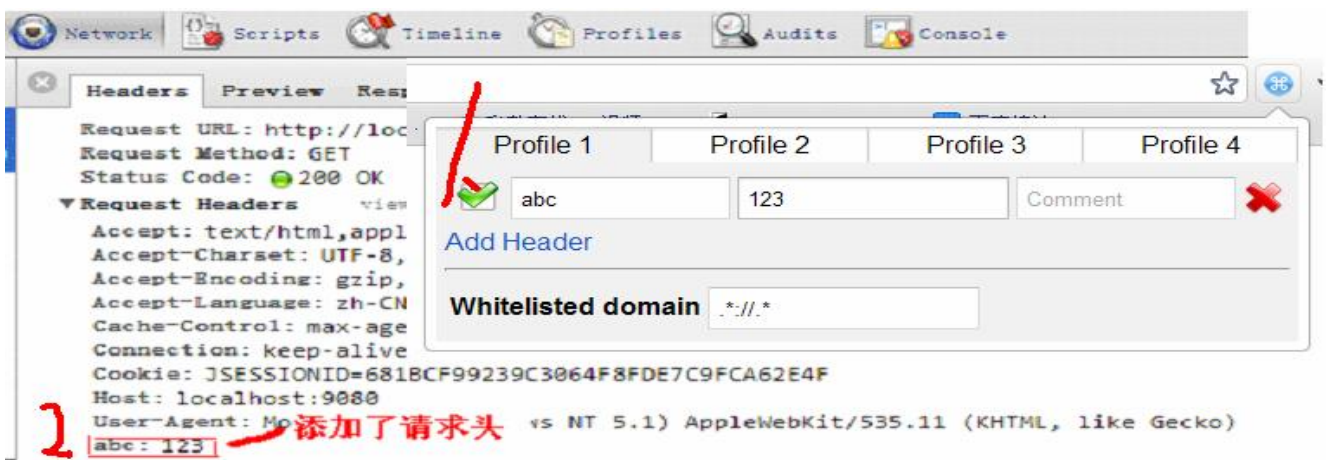 Network Scripts Timeline Profiles Audits Console
Headers Preview
Request URL: http://loc
Request Method: GET
Status Code: 200 OK
Request Headers view
Accept: text/html,appl
Accept-Charset: UTF-8,
Accept-Encoding: gzip,
Accept-Language: zh-CN
Cache-Control: max-age
Connection: keep-alive
Cookie: JSESSIONID=681BCF99239C3064F8FDE7C9FCA62E4F
Host: localhost:9080
User-Agent: Mo vs NT 5.1) AppleWebKit/535.11 (KHTML, like Gecko)
abc: 123
添加了请求头
1
2
Profile 1 Profile 2 Profile 3 Profile 4
abc 123 Comment
Add Header
Whitelisted domain .*://.*